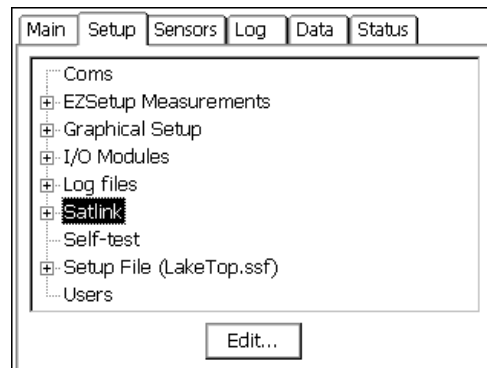 Main Setup Sensors Log Data Status
Coms
EZSetup Measurements
Graphical Setup
I/O Modules
Log files
Satlink
Self-test
Setup File (LakeTop.ssf)
Users
Edit...